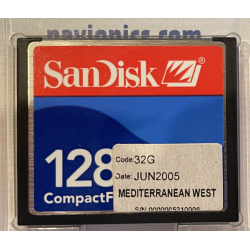 navionics.com
SanDisk
128
CompactF
Code: 32G
Date: JUN2005
MEDITERRANEAN WEST